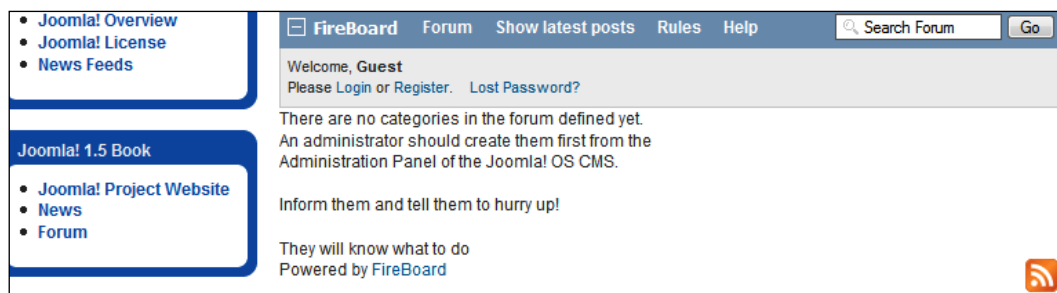 Joomla! Overview
Joomla! License
News Feeds
Joomla! 1.5 Book
Joomla! Project Website
News
Forum
FireBoard Forum Show latest posts Rules Help Search Forum Go
Welcome, Guest
Please Login or Register. Lost Password?
There are no categories in the forum defined yet.
An administrator should create them first from the
Administration Panel of the Joomla! OS CMS.
Inform them and tell them to hurry up!
They will know what to do
Powered by FireBoard